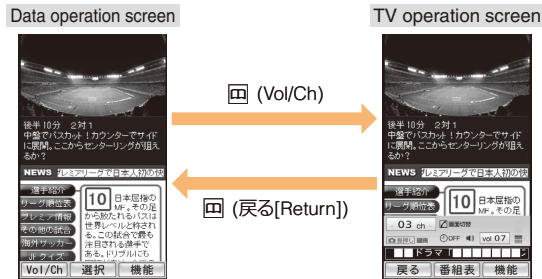 Data operation screen
TV operation screen
後半10分 2対1
中盤でパスカット!カウンターでサイド
に展開。ここからセンターリングが狙え
るか?
NEWS プレミアリーグで日本人初の快
選手紹介
リーグ順位表
プレミア情報
その他の試合
海外サッカー
JFクイズ
10 日本屈指の
MF。その足
から放たれるパスは
世界レベルと称され
る。この試合で最も
注目される選手で
ある。ドリブルにも
Vol/Ch 選択 機能
(Vol/Ch)
(戻る[Return])
後半10分 2対1
中盤でパスカット!カウンターでサイド
に展開。ここからセンターリングが狙え
るか?
NEWS プレミアリーグで日本人初の快
選手紹介
リーグ順位表
10 日本屈指の
MF。その足
03 ch
画面切替
長押し 録画
OFF
vol 07
ドラマ!
戻る 番組表 機能